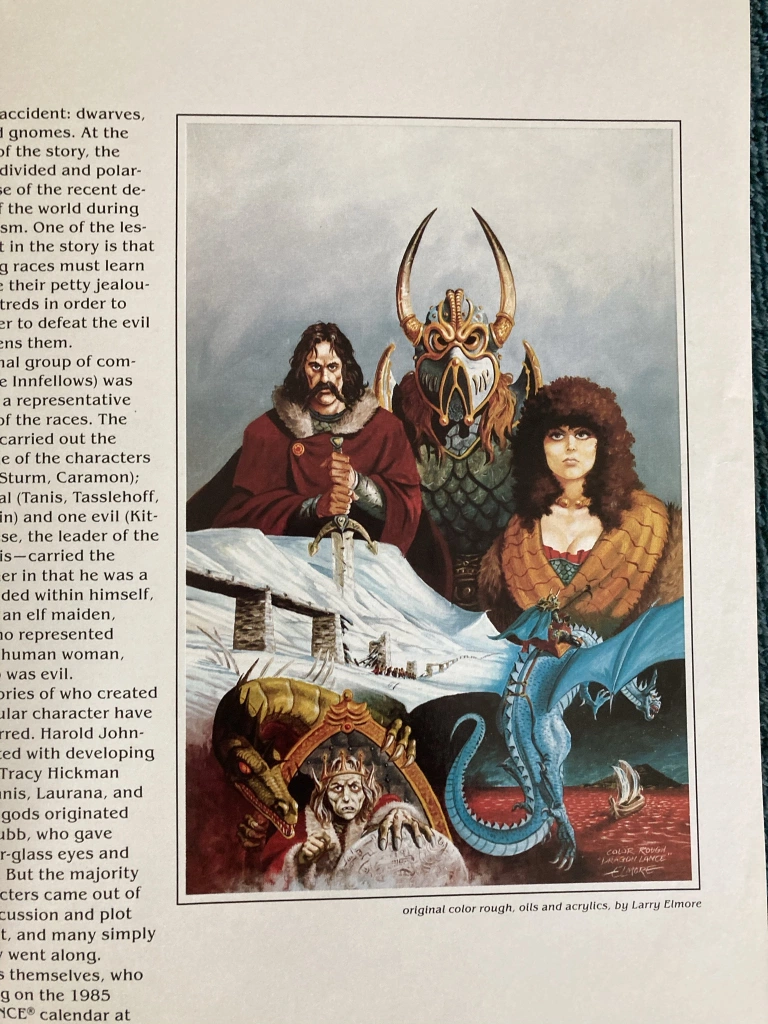 accident: dwarves,
gnomes. At the
of the story, the
divided and polar-
se of the recent de-
f the world during
sm. One of the les-
t in the story is that
g races must learn
e their petty jealou-
treds in order to
er to defeat the evil
ens them.
nal group of com-
e Innfellows) was
a representative
of the races. The
carried out the
e of the characters
Sturm, Caramon);
al (Tanis, Tasslehoff,
in) and one evil (Kit-
se, the leader of the
is—carried the
er in that he was a
ded within himself,
an elf maiden,
ho represented
human woman,
was evil.
ories of who created
ular character have
rred. Harold John-
ted with developing
Tracy Hickman
nnis, Laurana, and
gods originated
ubb, who gave
r-glass eyes and
But the majority
cters came out of
cussion and plot
t, and many simply
y went along.
s themselves, who
g on the 1985
NCE® calendar at
COLOR ROUGH,
"DRAGON LANCE"
ELMORE
original color rough, oils and acrylics, by Larry Elmore